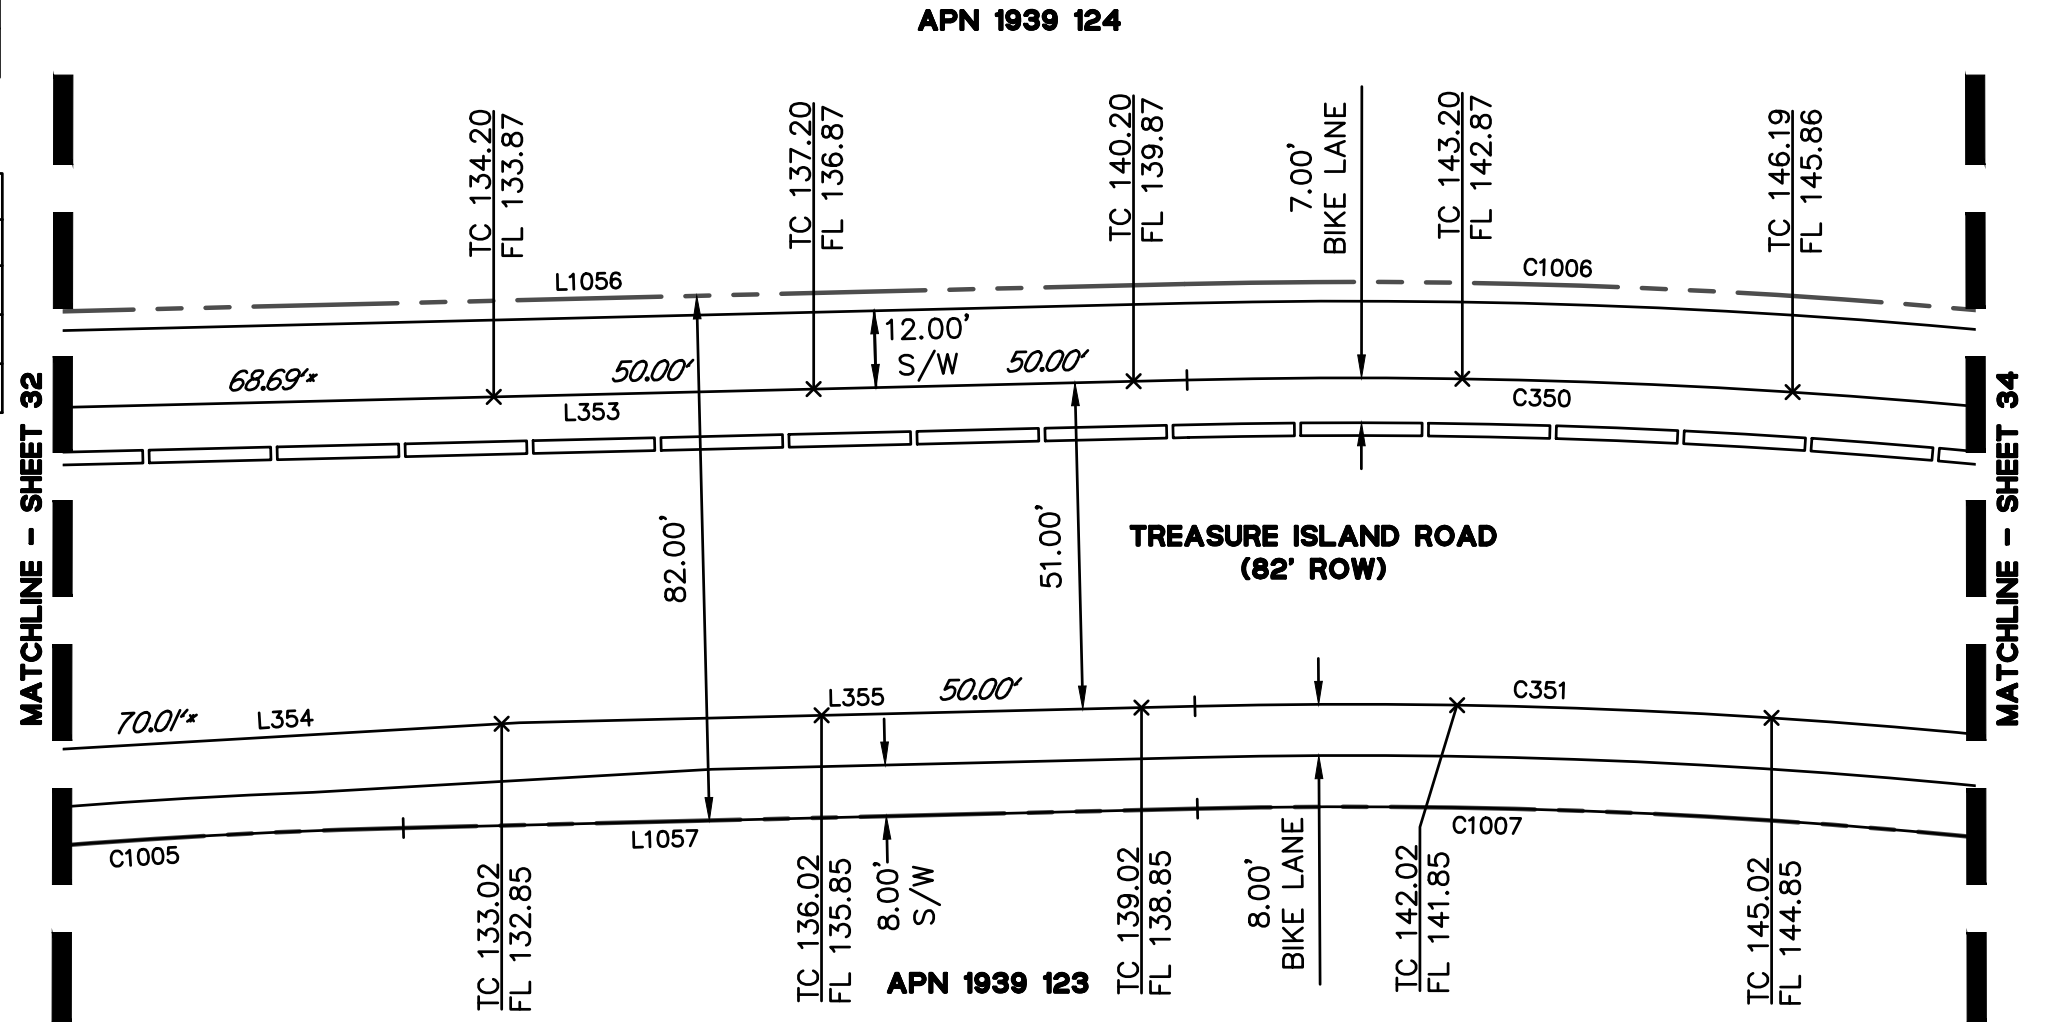 APN 1939 124
TC 134.20
FL 133.87
TC 137.20
FL 136.87
TC 140.20
FL 139.87
7.00'
BIKE LANE
TC 143.20
FL 142.87
TC 146.19
FL 145.86
L1056
C1006
12.00'
S/W
68.69'*
50.00'
50.00'
L353
C350
MATCHLINE - SHEET 32
MATCHLINE - SHEET 34
82.00'
51.00'
TREASURE ISLAND ROAD
(82' ROW)
70.01'*
L354
L355
50.00'
C351
C1005
L1057
C1007
TC 133.02
FL 132.85
TC 136.02
FL 135.85
8.00'
S/W
TC 139.02
FL 138.85
8.00'
BIKE LANE
TC 142.02
FL 141.85
TC 145.02
FL 144.85
APN 1939 123